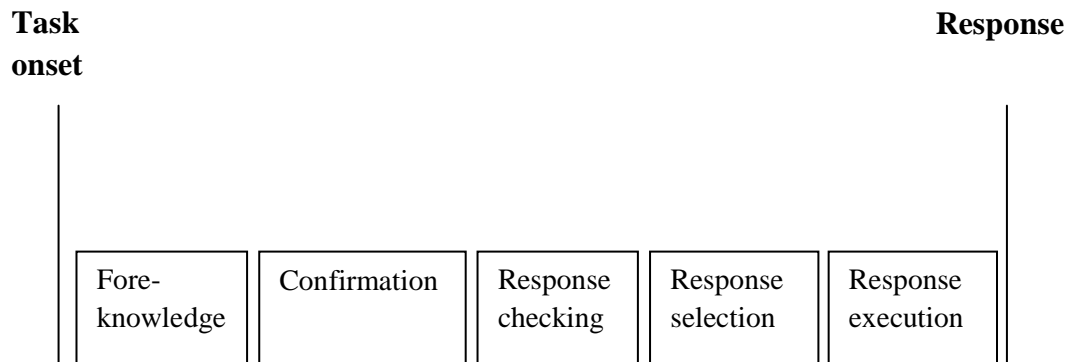 Task
onset
Response
Fore-
knowledge
Confirmation
Response
checking
Response
selection
Response
execution